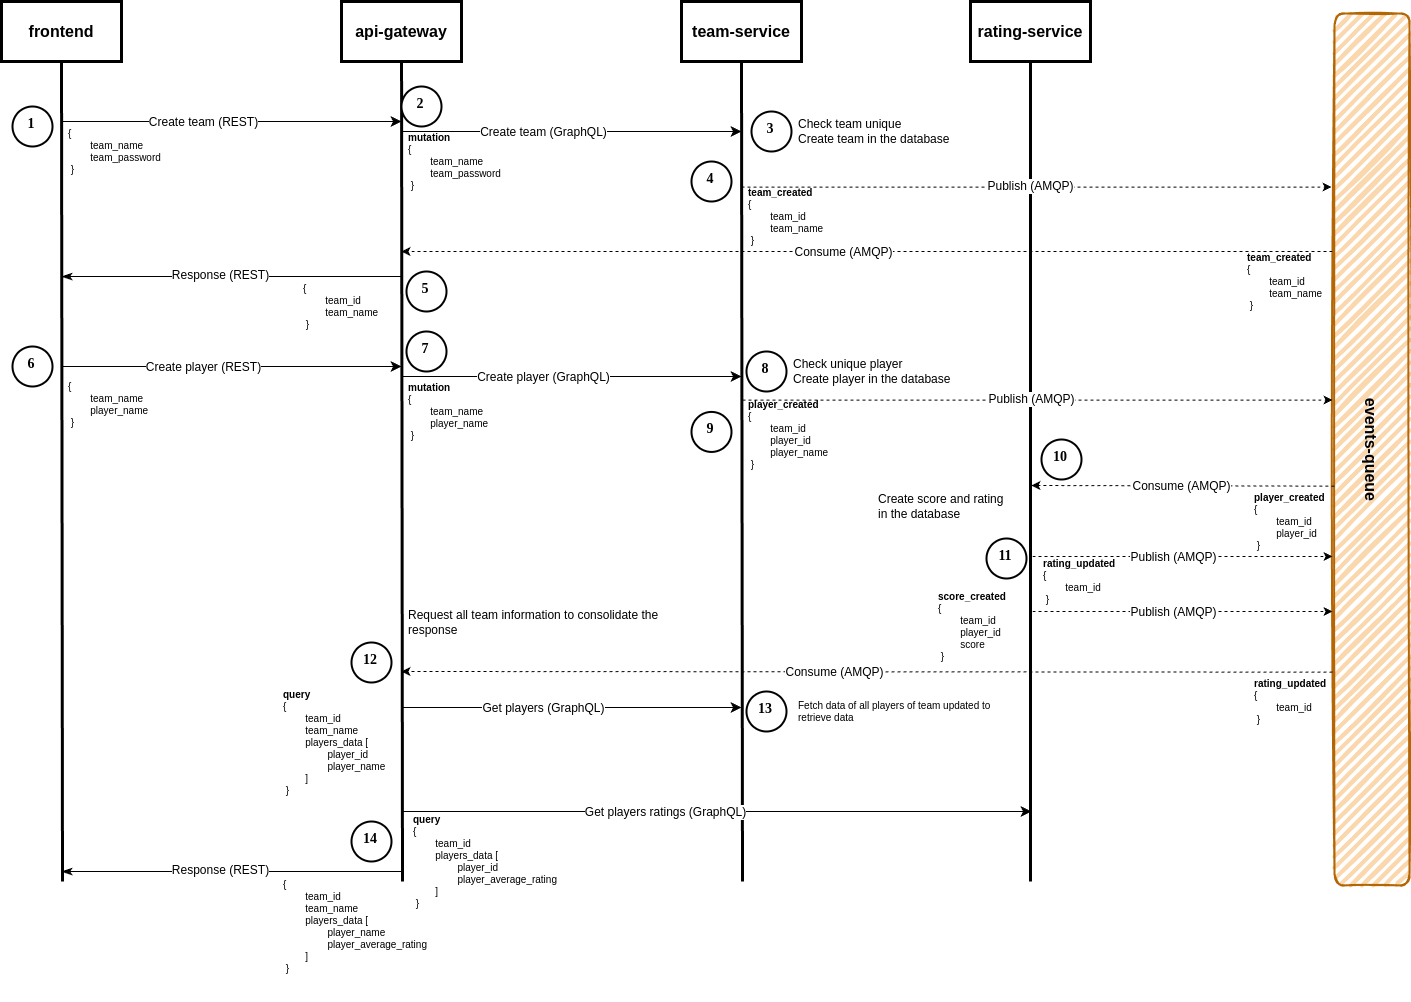 frontend
api-gateway
team-service
rating-service
events-queue
1
Create team (REST)
{
team_name
team_password
}
2
Create team (GraphQL)
mutation
{
team_name
team_password
}
3
Check team unique
Create team in the database
4
Publish (AMQP)
team_created
{
team_id
team_name
}
Consume (AMQP)
team_created
{
team_id
team_name
}
Response (REST)
5
{
team_id
team_name
}
6
Create player (REST)
{
team_name
player_name
}
7
Create player (GraphQL)
mutation
{
team_name
player_name
}
8
Check unique player
Create player in the database
9
Publish (AMQP)
player_created
{
team_id
player_id
player_name
}
10
Consume (AMQP)
player_created
{
team_id
player_id
}
Create score and rating
in the database
11
Publish (AMQP)
rating_updated
{
team_id
}
Publish (AMQP)
score_created
{
team_id
player_id
score
}
Request all team information to consolidate the
response
12
Consume (AMQP)
rating_updated
{
team_id
}
Get players (GraphQL)
query
{
team_id
team_name
players_data [
player_id
player_name
]
}
13
Fetch data of all players of team updated to
retrieve data
Get players ratings (GraphQL)
query
{
team_id
players_data [
player_id
player_average_rating
]
}
14
Response (REST)
{
team_id
team_name
players_data [
player_name
player_average_rating
]
}